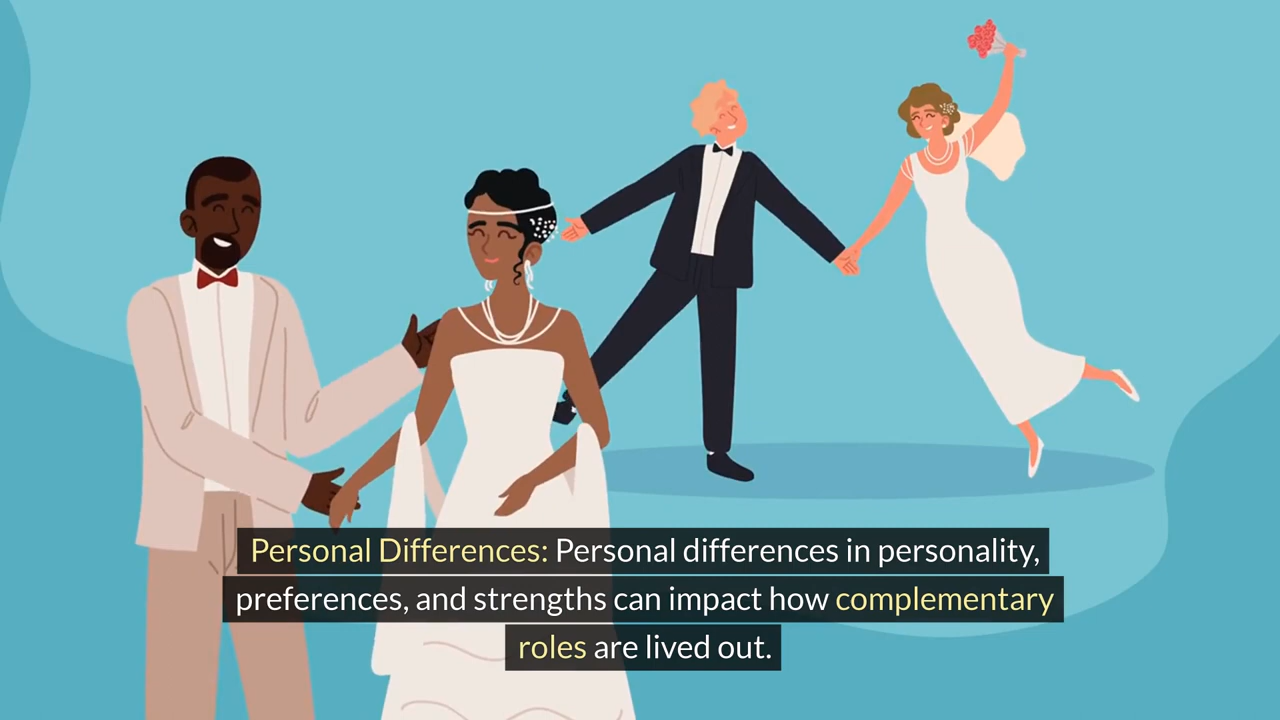 Personal Differences: Personal differences in personality,
preferences, and strengths can impact how complementary
roles are lived out.